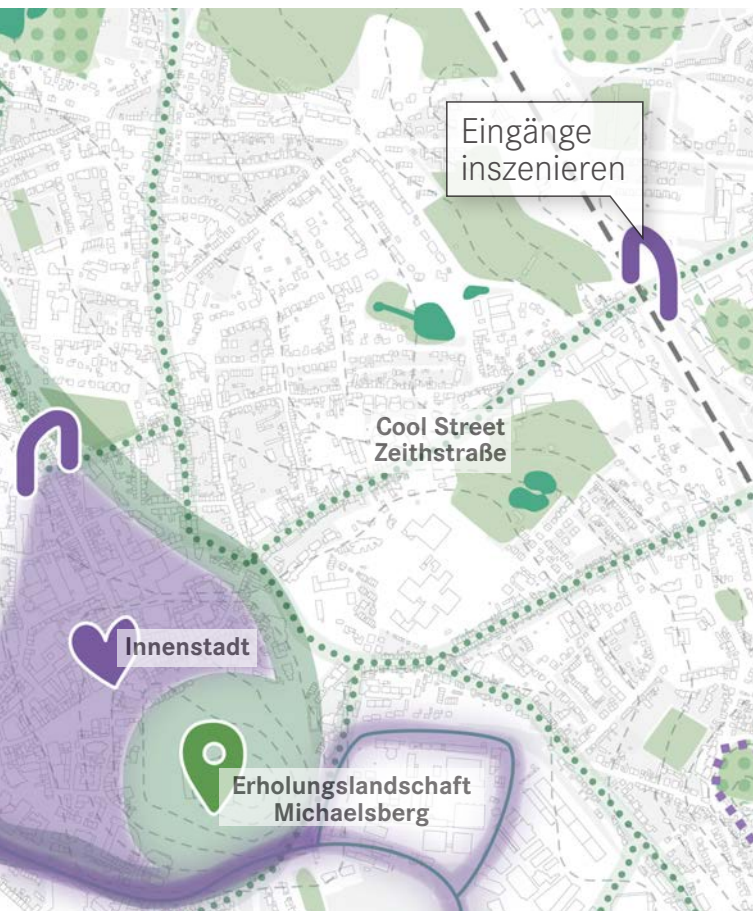 Eingänge
inszenieren
Cool Street
Zeithstraße
Innenstadt
Erholungslandschaft
Michaelsberg